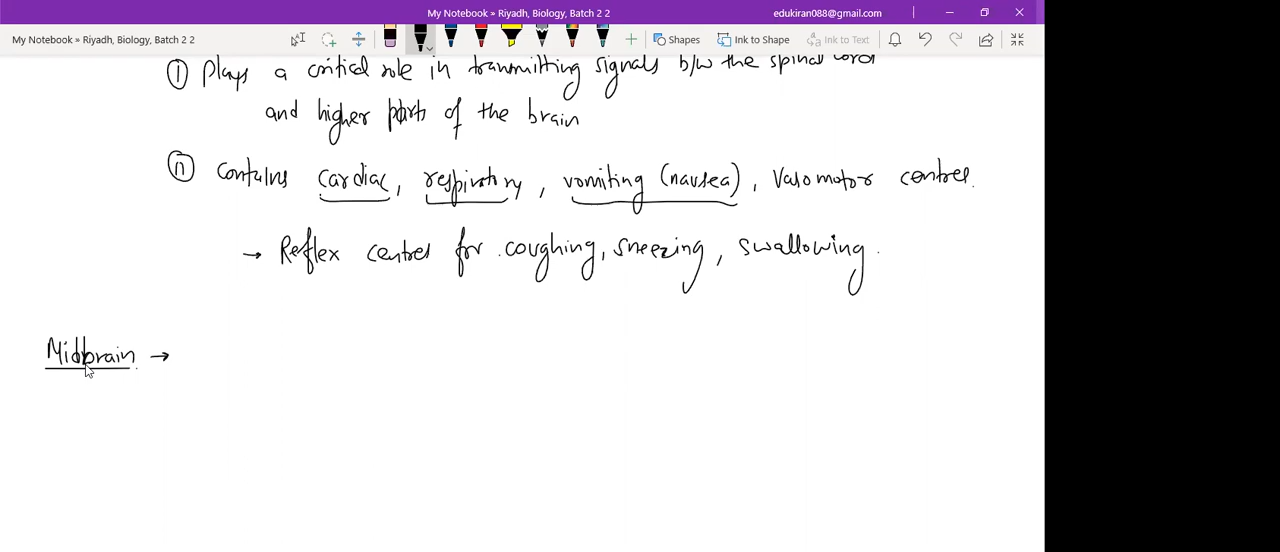 My Notebook » Riyadh, Biology, Batch 2 2
edukiran088@gmail.com
My Notebook » Riyadh, Biology, Batch 2 2
Shapes
Ink to Shape
Ink to Text
(i) Plays a critical role in transmitting signals b/w the spinal cord
and higher parts of the brain
(ii) Contains cardiac, respiratory, vomiting (nausea), Vasomotor centres.
→ Reflex centres for coughing, sneezing, swallowing.
Midbrain →